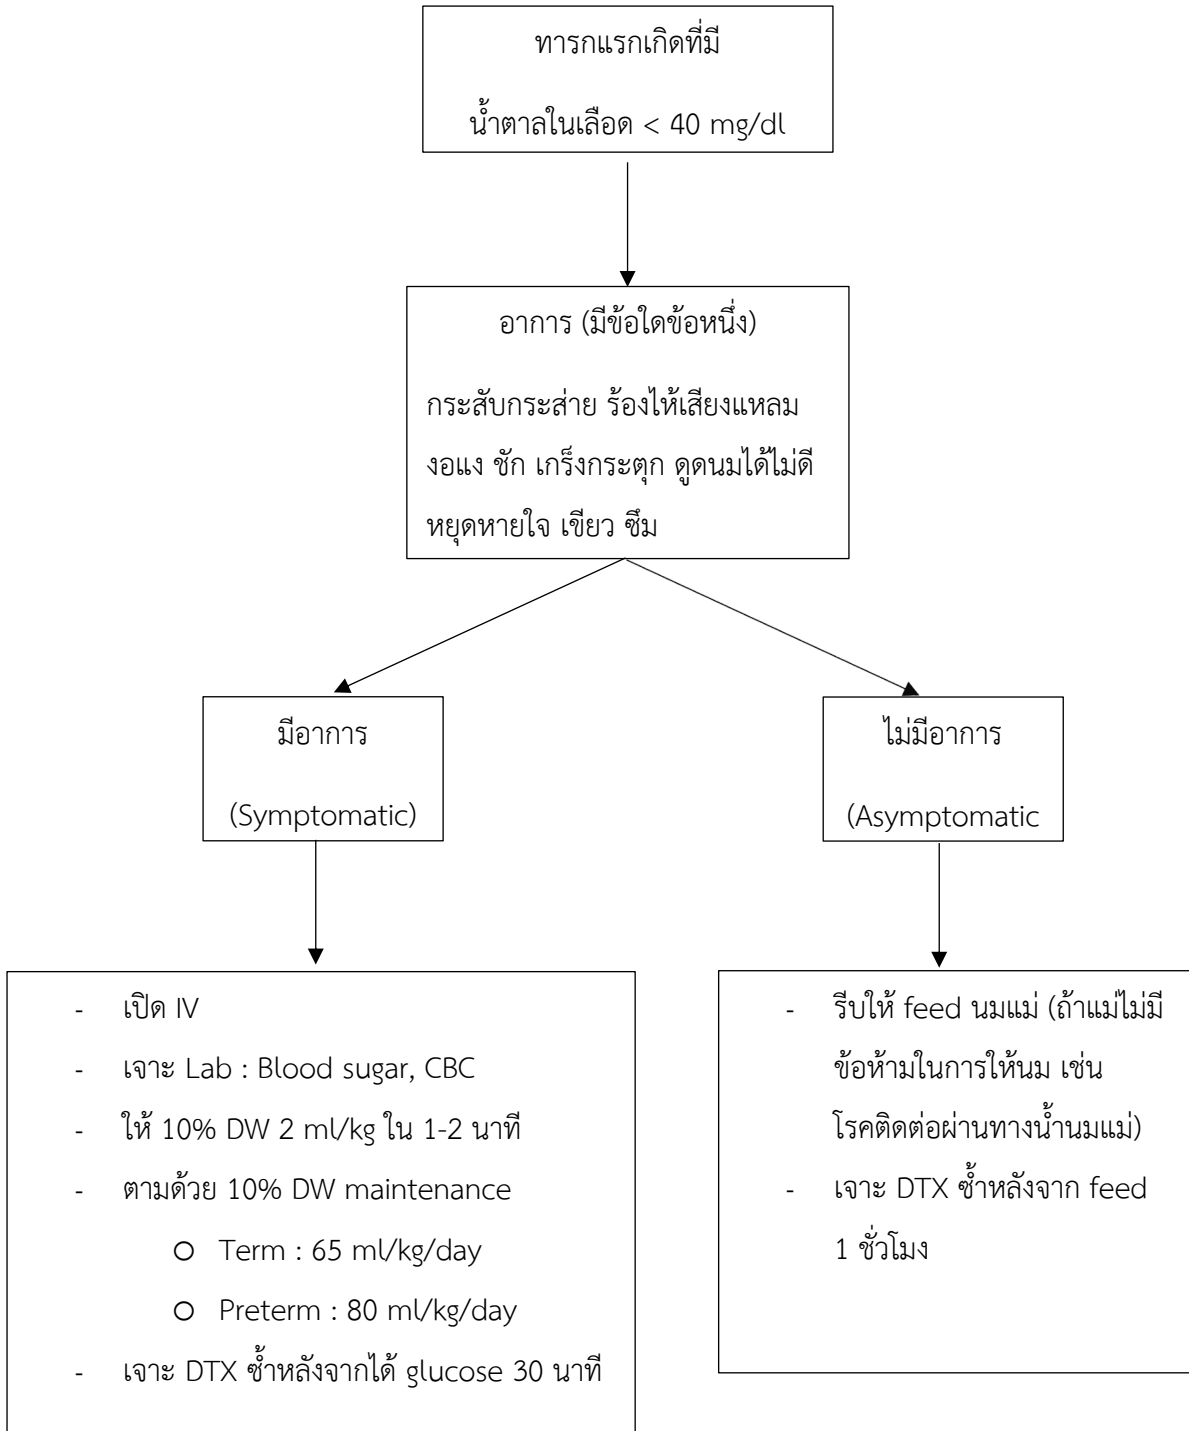 ทารกแรกเกิดที่มี
น้ำตาลในเลือด < 40 mg/dl
อาการ (มีข้อใดข้อหนึ่ง)
กระสับกระส่าย ร้องไห้เสียงแหลม
งอแง ชัก เกร็งกระตุก ดูดนมได้ไม่ดี
หยุดหายใจ เขียว ซึม
มีอาการ
(Symptomatic)
ไม่มีอาการ
(Asymptomatic
- เปิด IV
- เจาะ Lab : Blood sugar, CBC
- ให้ 10% DW 2 ml/kg ใน 1-2 นาที
- ตามด้วย 10% DW maintenance
o Term : 65 ml/kg/day
o Preterm : 80 ml/kg/day
- เจาะ DTX ซ้ำหลังจากได้ glucose 30 นาที
- รีบให้ feed นมแม่ (ถ้าแม่ไม่มี
ข้อห้ามในการให้นม เช่น
โรคติดต่อผ่านทางน้ำนมแม่)
- เจาะ DTX ซ้ำหลังจาก feed
1 ชั่วโมง